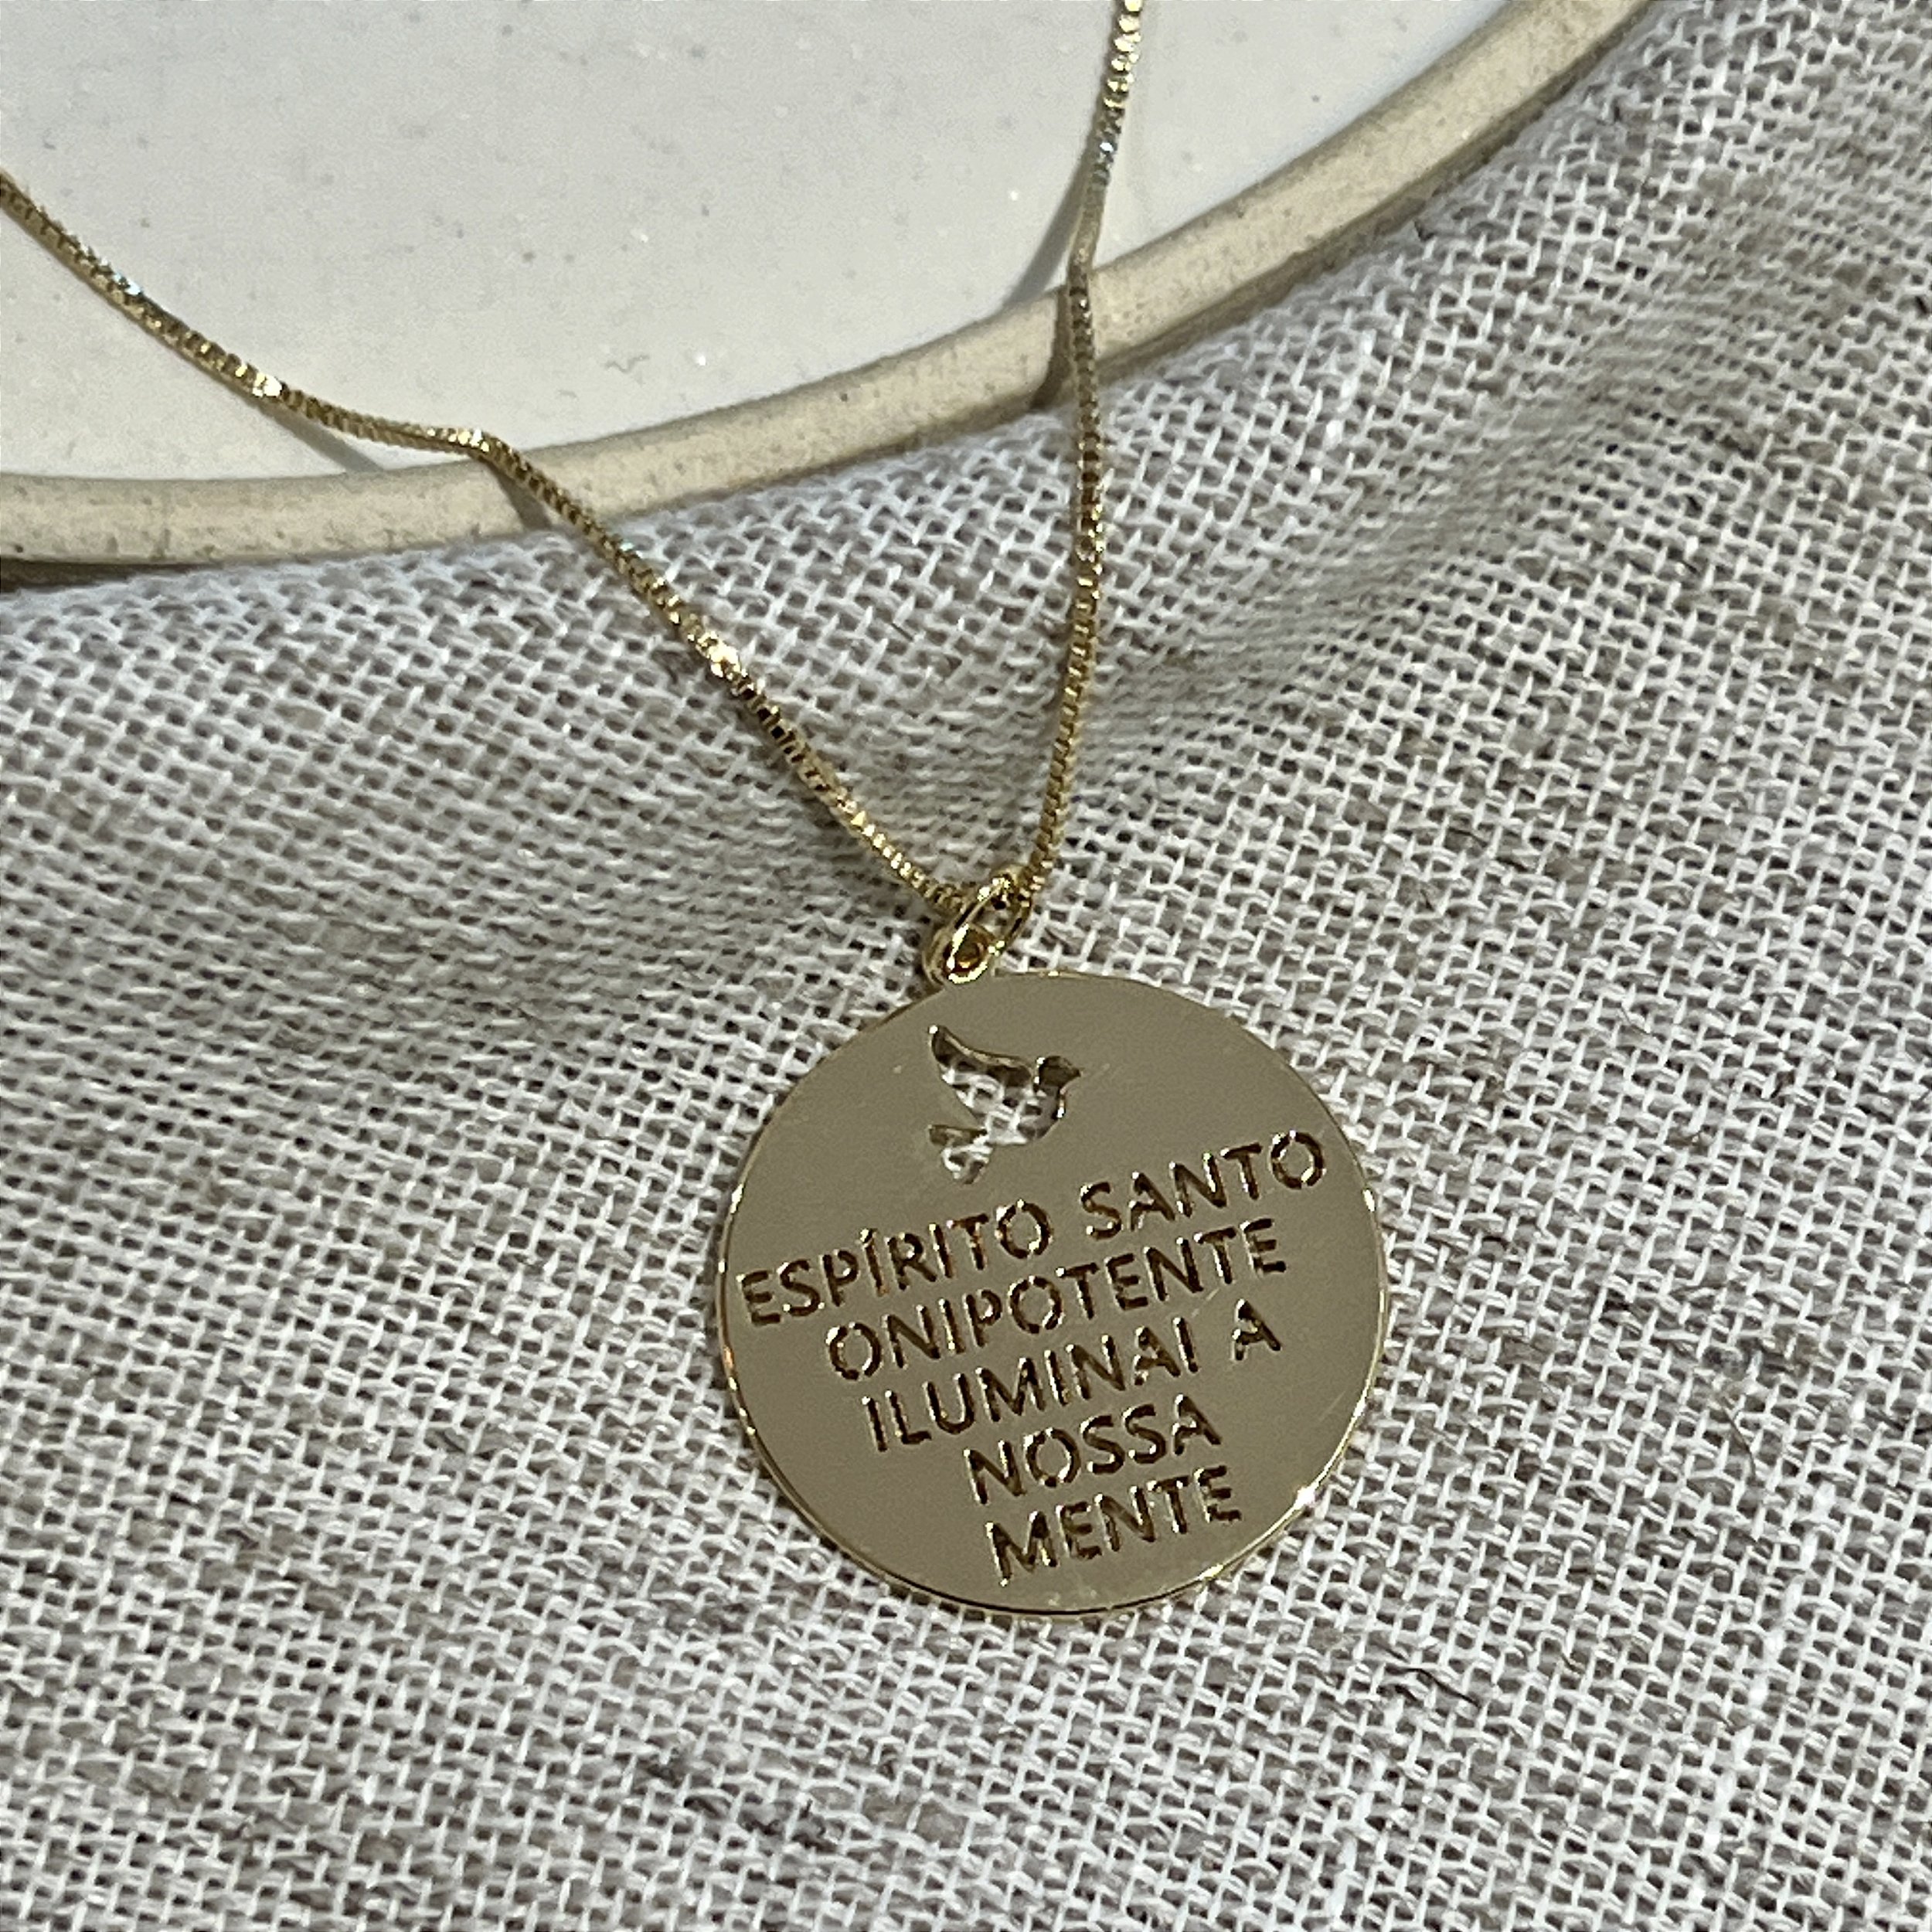 ESPÍRITO SANTO
ONIPOTENTE
ILUMINAI A
NOSSA
MENTE